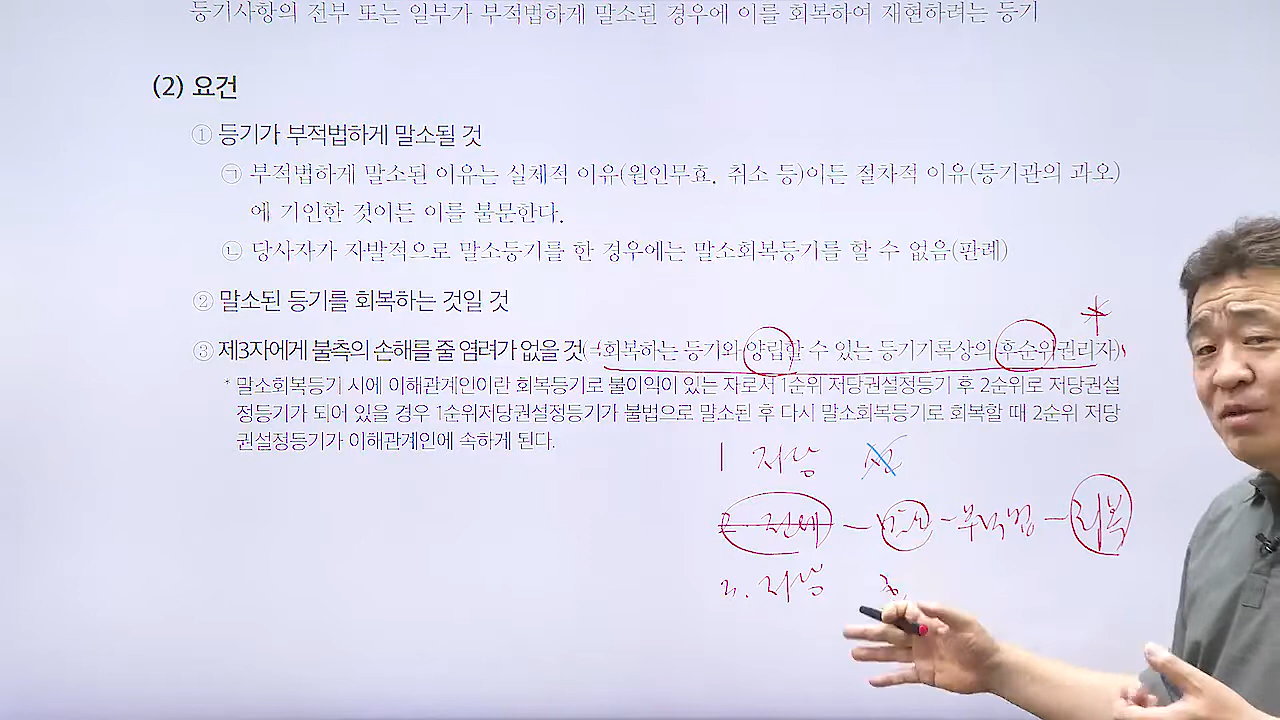 등기사항의 전부 또는 일부가 부적법하게 말소된 경우에 이를 회복하여 재현하려는 등기
(2) 요건
① 등기가 부적법하게 말소될 것
㉠ 부적법하게 말소된 이유는 실체적 이유(원인무효, 취소 등)이든 절차적 이유(등기관의 과오)
에 기인한 것이든 이를 불문한다.
㉡ 당사자가 자발적으로 말소등기를 한 경우에는 말소회복등기를 할 수 없음(판례)
② 말소된 등기를 회복하는 것일 것
③ 제3자에게 불측의 손해를 줄 염려가 없을 것(=회복하는 등기와 양립할 수 있는 등기기록상의 후순위권리자)
* 말소회복등기 시에 이해관계인이란 회복등기로 불이익이 있는 자로서 1순위 저당권설정등기 후 2순위로 저당권설
정등기가 되어 있을 경우 1순위저당권설정등기가 불법으로 말소된 후 다시 말소회복등기로 회복할 때 2순위 저당
권설정등기가 이해관계인에 속하게 된다.
1 저당 선
2. 전세 - 말소 - 부적법 - 회복
3. 저당 후